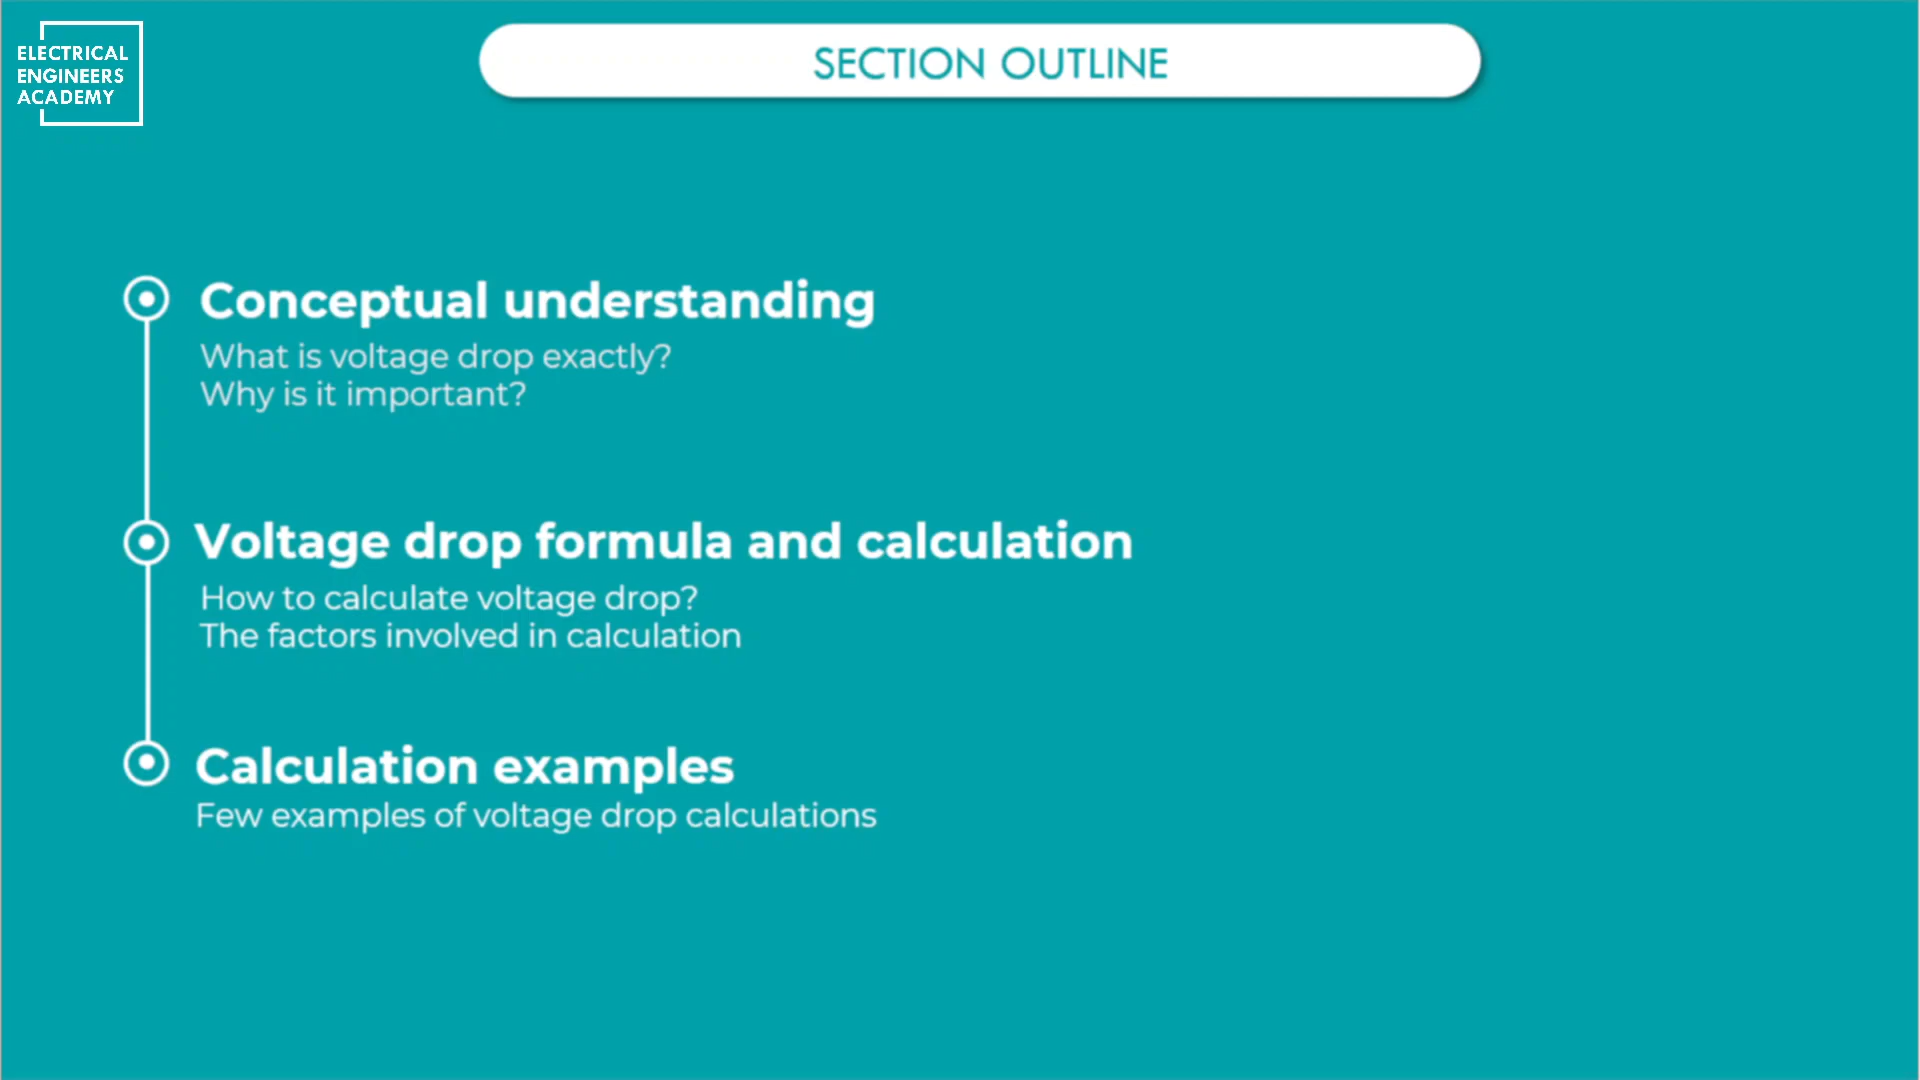 ELECTRICAL
ENGINEERS
ACADEMY
SECTION OUTLINE
Conceptual understanding
What is voltage drop exactly?
Why is it important?
Voltage drop formula and calculation
How to calculate voltage drop?
The factors involved in calculation
Calculation examples
Few examples of voltage drop calculations